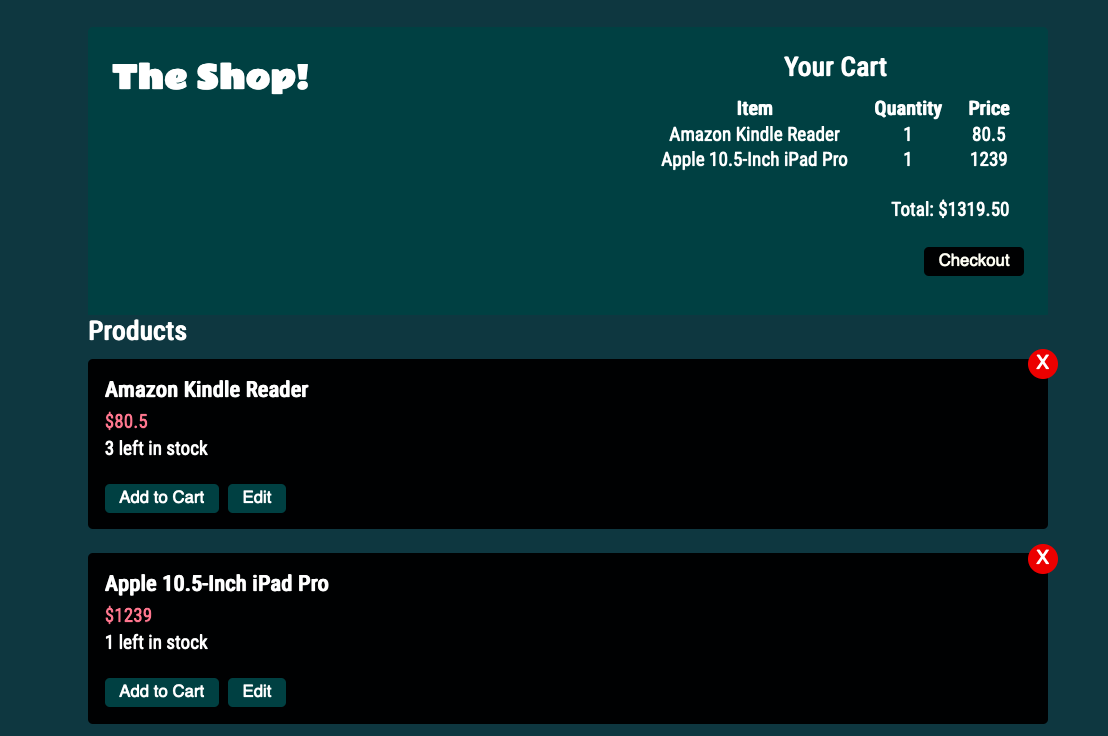 The Shop!
Your Cart
Item Quantity Price
Amazon Kindle Reader 1 80.5
Apple 10.5-Inch iPad Pro 1 1239
Total: $1319.50
Checkout
Products
X
Amazon Kindle Reader
$80.5
3 left in stock
Add to Cart Edit
X
Apple 10.5-Inch iPad Pro
$1239
1 left in stock
Add to Cart Edit